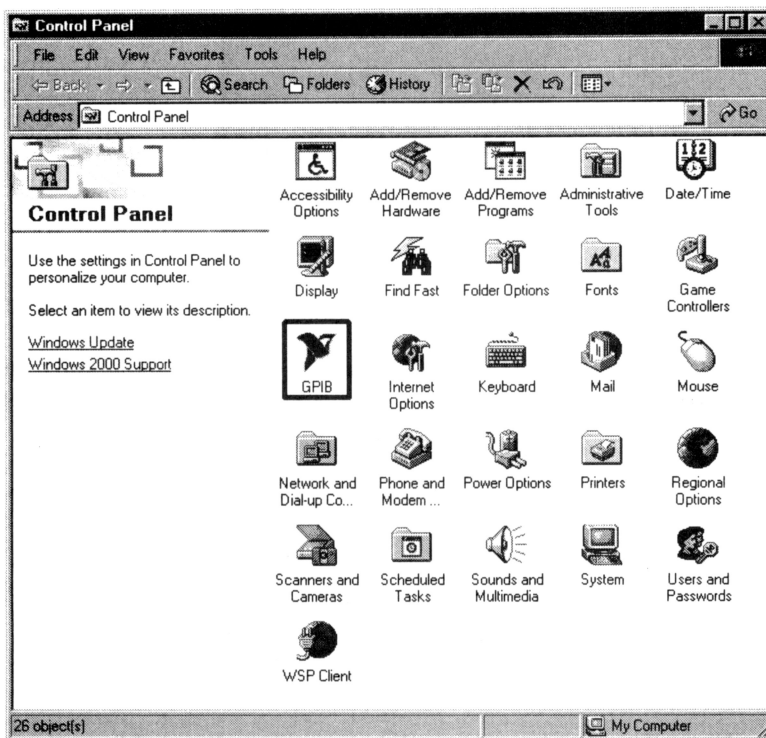 Control Panel
File Edit View Favorites Tools Help
Back Search Folders History
Address Control Panel Go
Control Panel
Use the settings in Control Panel to
personalize your computer.
Select an item to view its description.
Windows Update
Windows 2000 Support
Accessibility
Options
Add/Remove
Hardware
Add/Remove
Programs
Administrative
Tools
Date/Time
Display
Find Fast
Folder Options
Fonts
Game
Controllers
GPIB
Internet
Options
Keyboard
Mail
Mouse
Network and
Dial-up Co...
Phone and
Modem ...
Power Options
Printers
Regional
Options
Scanners and
Cameras
Scheduled
Tasks
Sounds and
Multimedia
System
Users and
Passwords
WSP Client
26 object(s) My Computer